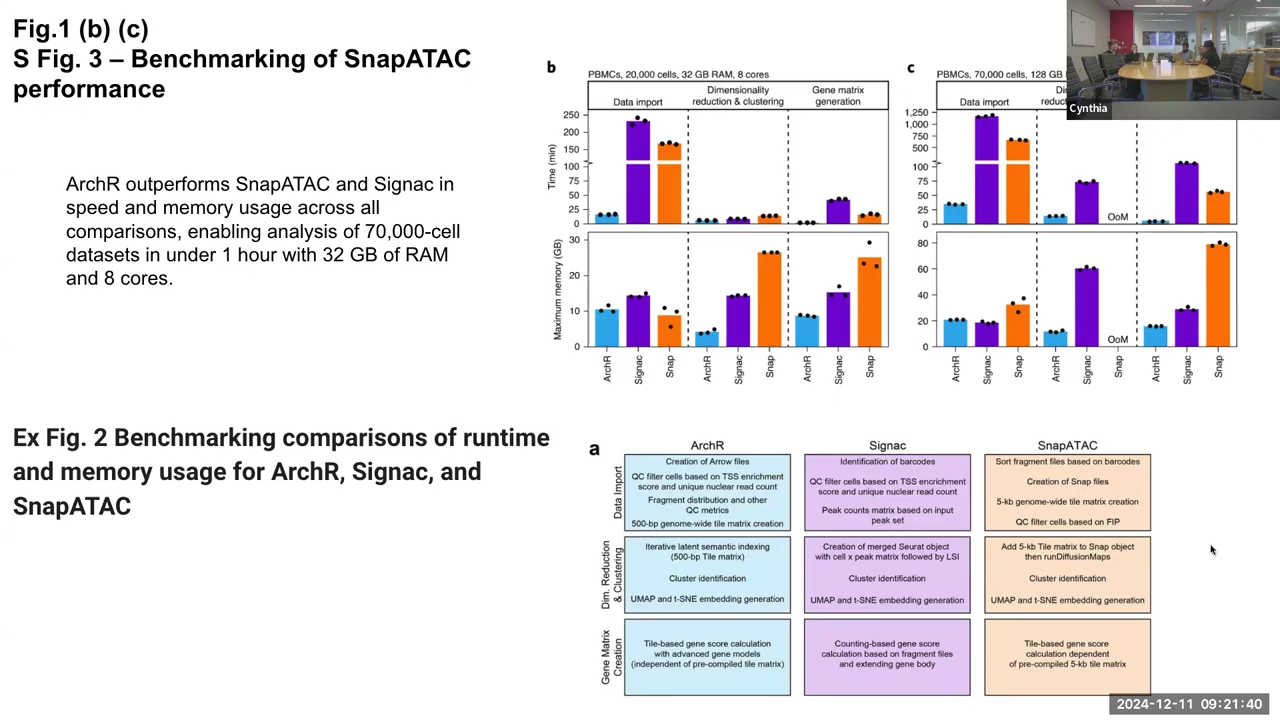 Fig.1 (b) (c)
S Fig. 3 – Benchmarking of SnapATAC
performance
ArchR outperforms SnapATAC and Signac in
speed and memory usage across all
comparisons, enabling analysis of 70,000-cell
datasets in under 1 hour with 32 GB of RAM
and 8 cores.
b
PBMCs, 20,000 cells, 32 GB RAM, 8 cores
Data import
Dimensionality
reduction & clustering
Gene matrix
generation
Time (min)
250
200
150
100
75
50
25
0
Maximum memory (GB)
30
20
10
0
ArchR
Signac
Snap
ArchR
Signac
Snap
ArchR
Signac
Snap
c
PBMCs, 70,000 cells, 128 GB
Data import
1,250
1,000
750
500
100
75
50
25
0
OoM
80
60
40
20
0
OoM
ArchR
Signac
Snap
ArchR
Signac
Snap
ArchR
Signac
Snap
Cynthia
Ex Fig. 2 Benchmarking comparisons of runtime
and memory usage for ArchR, Signac, and
SnapATAC
a
ArchR
Signac
SnapATAC
Data Import
Creation of Arrow files
QC filter cells based on TSS enrichment
score and unique nuclear read count
Fragment distribution and other
QC metrics
500-bp genome-wide tile matrix creation
Identification of barcodes
QC filter cells based on TSS enrichment
score and unique nuclear read count
Peak counts matrix based on input
peak set
Sort fragment files based on barcodes
Creation of Snap files
5-kb genome-wide tile matrix creation
QC filter cells based on FIP
Dim. Reduction
& Clustering
Iterative latent semantic indexing
(500-bp Tile matrix)
Cluster identification
UMAP and t-SNE embedding generation
Creation of merged Seurat object
with cell x peak matrix followed by LSI
Cluster identification
UMAP and t-SNE embedding generation
Add 5-kb Tile matrix to Snap object
then runDiffusionMaps
Cluster identification
UMAP and t-SNE embedding generation
Gene Matrix
Creation
Tile-based gene score calculation
with advanced gene models
(independent of pre-compiled tile matrix)
Counting-based gene score
calculation based on fragment files
and extending gene body
Tile-based gene score
calculation dependent
of pre-compiled 5-kb tile matrix
2024-12-11 09:21:40